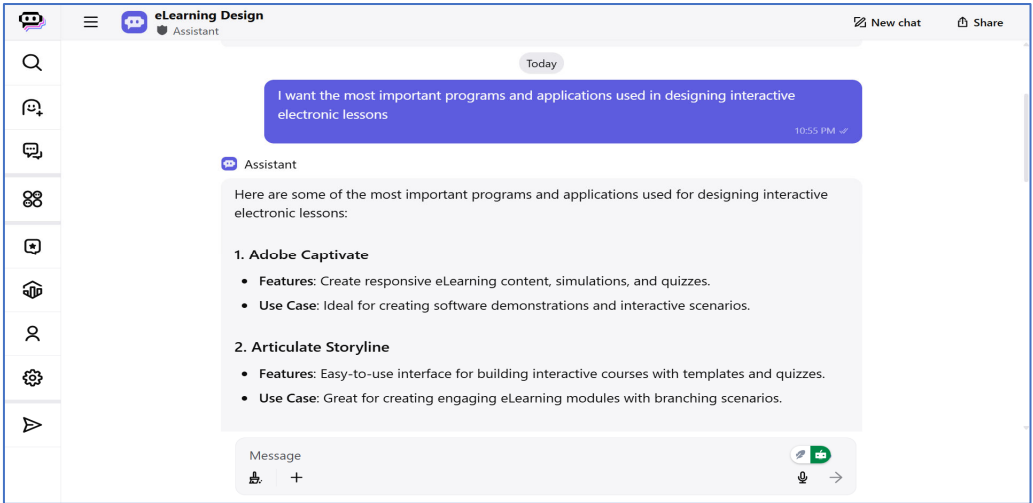 eLearning Design
Assistant
New chat
Share
Today
I want the most important programs and applications used in designing interactive
electronic lessons
10:55 PM
Assistant
Here are some of the most important programs and applications used for designing interactive
electronic lessons:
1. Adobe Captivate
• Features: Create responsive eLearning content, simulations, and quizzes.
• Use Case: Ideal for creating software demonstrations and interactive scenarios.
2. Articulate Storyline
• Features: Easy-to-use interface for building interactive courses with templates and quizzes.
• Use Case: Great for creating engaging eLearning modules with branching scenarios.
Message